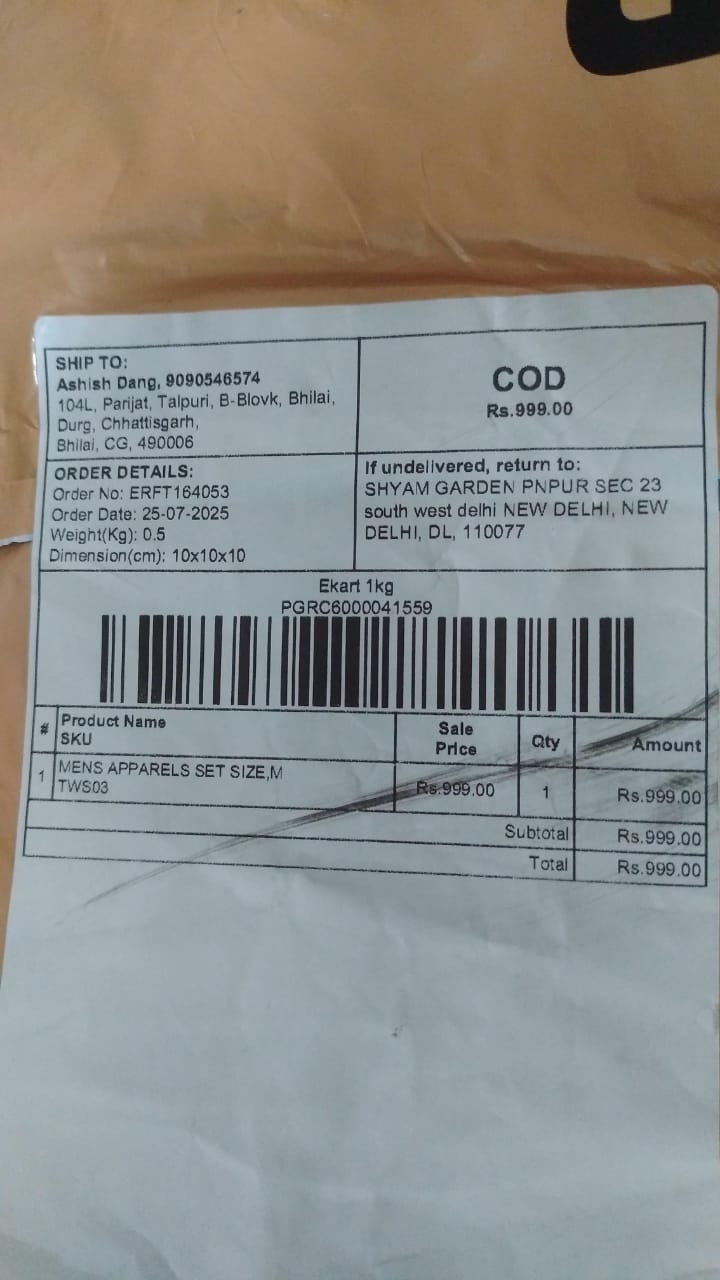 SHIP TO:
Ashish Dang, 9090546574
104L, Parijat, Talpuri, B-Blovk, Bhilai,
Durg, Chhattisgarh,
Bhilai, CG, 490006
COD
Rs.999.00
ORDER DETAILS:
Order No: ERFT164053
Order Date: 25-07-2025
Weight(Kg): 0.5
Dimension(cm): 10x10x10
If undelivered, return to:
SHYAM GARDEN PNPUR SEC 23
south west delhi NEW DELHI, NEW
DELHI, DL, 110077
Ekart 1kg
PGRC6000041559
# Product Name SKU Sale Price Qty Amount
1 MENS APPARELS SET SIZE,M TWS03 Rs.999.00 1 Rs.999.00
Subtotal Rs.999.00
Total Rs.999.00